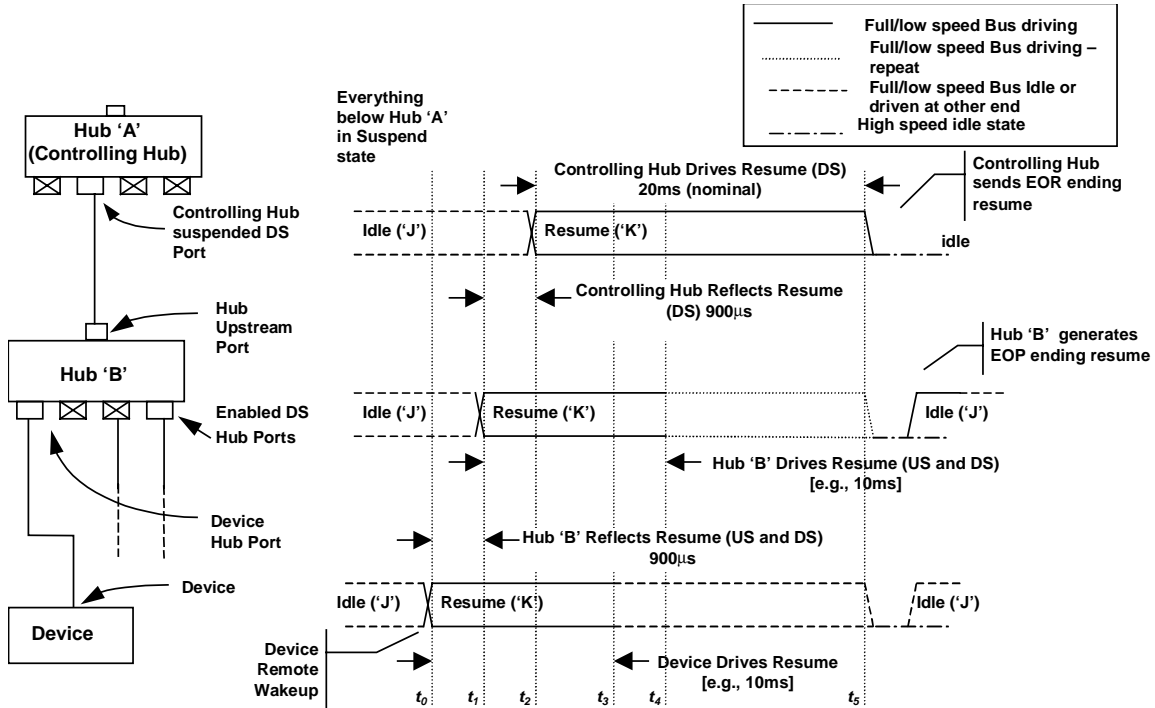 Full/low speed Bus driving
Full/low speed Bus driving –
repeat
Full/low speed Bus Idle or
driven at other end
High speed idle state
Everything
below Hub ‘A’
in Suspend
state
Hub ‘A’
(Controlling Hub)
Controlling Hub
suspended DS
Port
Controlling Hub Drives Resume (DS)
20ms (nominal)
Controlling Hub
sends EOR ending
resume
Idle (‘J’)
Resume (‘K’)
idle
Controlling Hub Reflects Resume
(DS) 900µs
Hub
Upstream
Port
Hub ‘B’
Enabled DS
Hub Ports
Hub ‘B’ generates
EOP ending resume
Idle (‘J’)
Resume (‘K’)
Idle (‘J’)
Hub ‘B’ Drives Resume (US and DS)
[e.g., 10ms]
Device
Hub Port
Hub ‘B’ Reflects Resume (US and DS)
900µs
Device
Device
Idle (‘J’)
Resume (‘K’)
Idle (‘J’)
Device
Remote
Wakeup
Device Drives Resume
[e.g., 10ms]
t0 t1 t2 t3 t4 t5